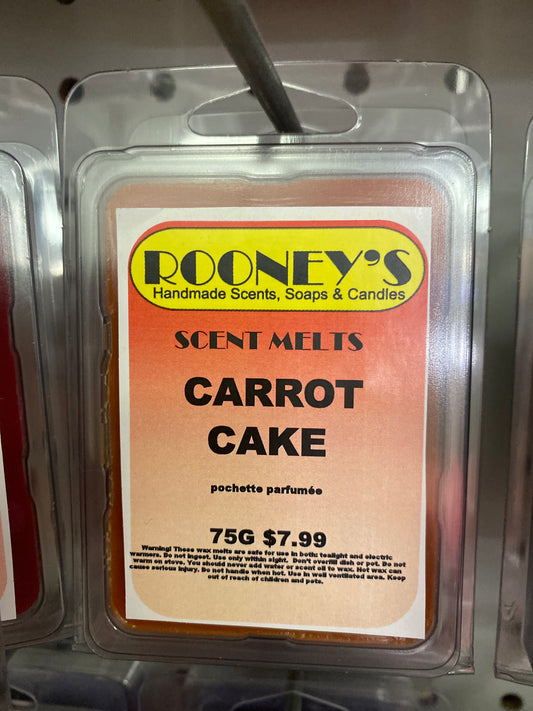 ROONEY'S
Handmade Scents, Soaps & Candles
SCENT MELTS
CARROT
CAKE
pochette parfumée
75G $7.99
Warning! These wax melts are safe for use in both: tealight and electric
warmers. Do not ingest. Use only within sight. Don't overfill dish or pot. Do not
warm on stove. You should never add water or scent oil to wax. Hot wax can
cause serious injury. Do not handle when hot. Use in well ventilated area. Keep
out of reach of children and pets.